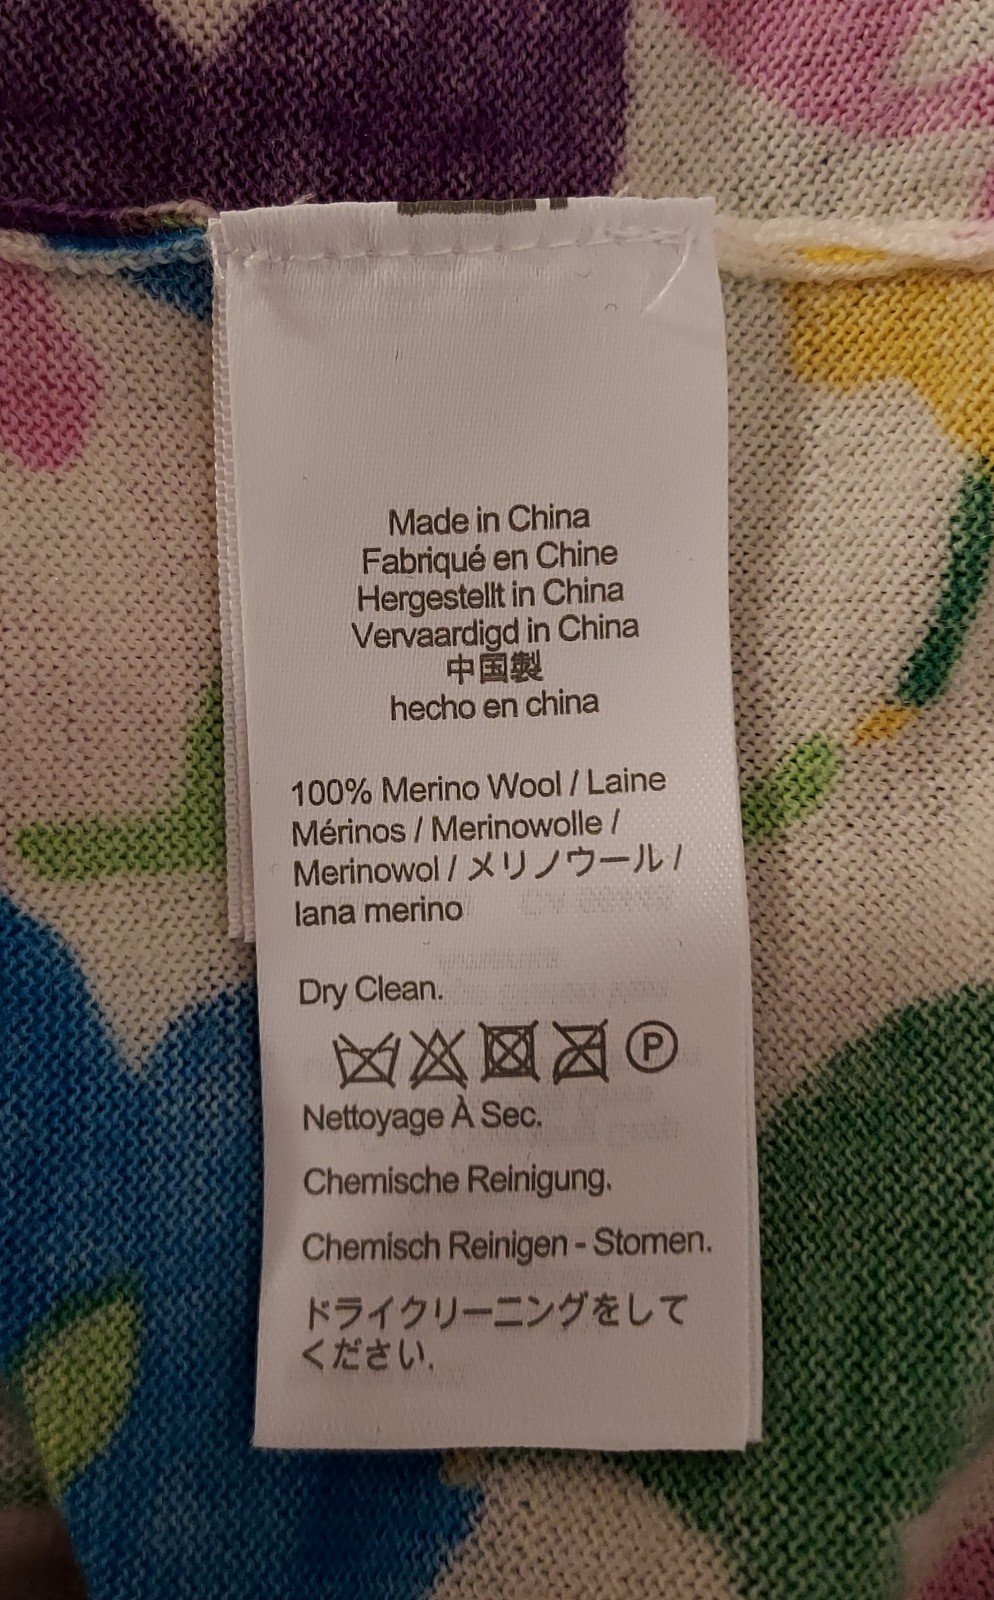 Made in China
Fabriqué en Chine
Hergestellt in China
Vervaardigd in China
中国製
hecho en china
100% Merino Wool / Laine
Mérinos / Merinowolle /
Merinowol / メリノウール /
lana merino
Dry Clean.
P
Nettoyage À Sec.
Chemische Reinigung.
Chemisch Reinigen - Stomen.
ドライクリーニングをして
ください.